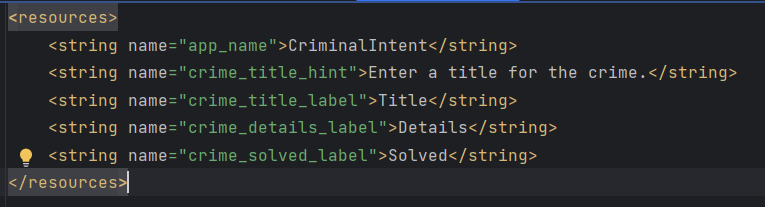 <resources>
    <string name="app_name">CriminalIntent</string>
    <string name="crime_title_hint">Enter a title for the crime.</string>
    <string name="crime_title_label">Title</string>
    <string name="crime_details_label">Details</string>
    <string name="crime_solved_label">Solved</string>
</resources>